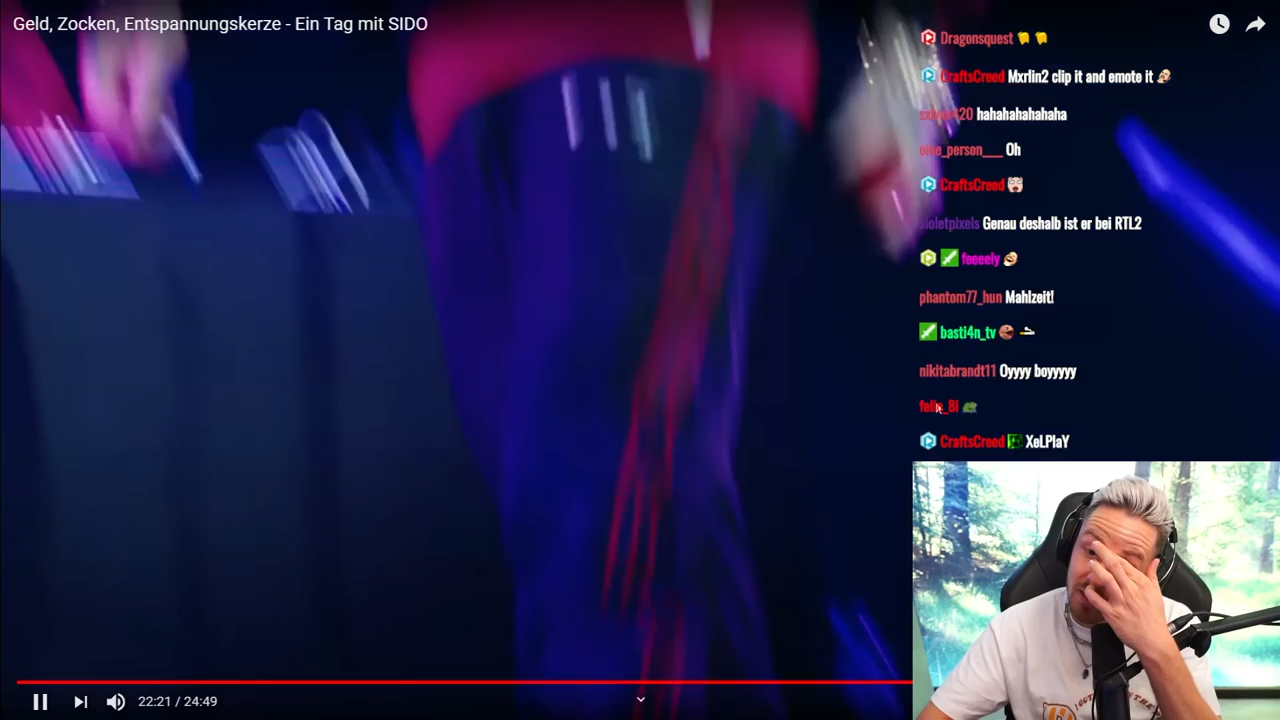 Geld, Zocken, Entspannungskerze - Ein Tag mit SIDO
Dragonsquest
CraftsCreed Mxrlin2 clip it and emote it
hahahahahahaha
Oh
CraftsCreed
violetpixels Genau deshalb ist er bei RTL2
feeeely
phantom77_hun Mahlzeit!
basti4n_tv
nikitabrandt11 Oyyyy boyyyyy
CraftsCreed XeLPlaY
22:21 / 24:49